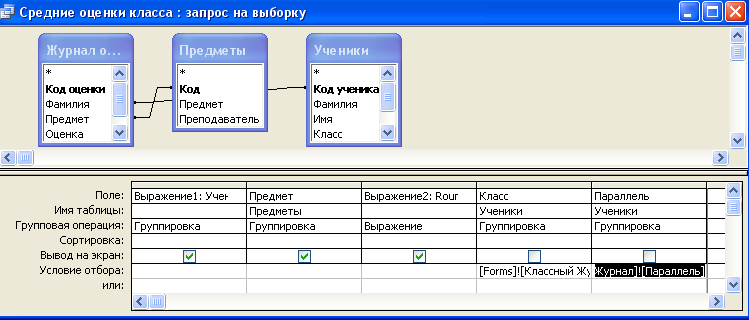 Средние оценки класса : запрос на выборку
Журнал о... Предметы Ученики
* * *
Код оценки Код Код ученика
Фамилия Предмет Фамилия
Предмет Преподаватель Имя
Оценка Класс
Поле: Выражение1: Учен Предмет Выражение2: Roun Класс Параллель
Имя таблицы: Предметы Ученики Ученики
Групповая операция: Группировка Группировка Выражение Группировка Группировка
Сортировка:
Вывод на экран:
Условие отбора: [Forms]![Классный Жу Журнал]![Параллель]
или: